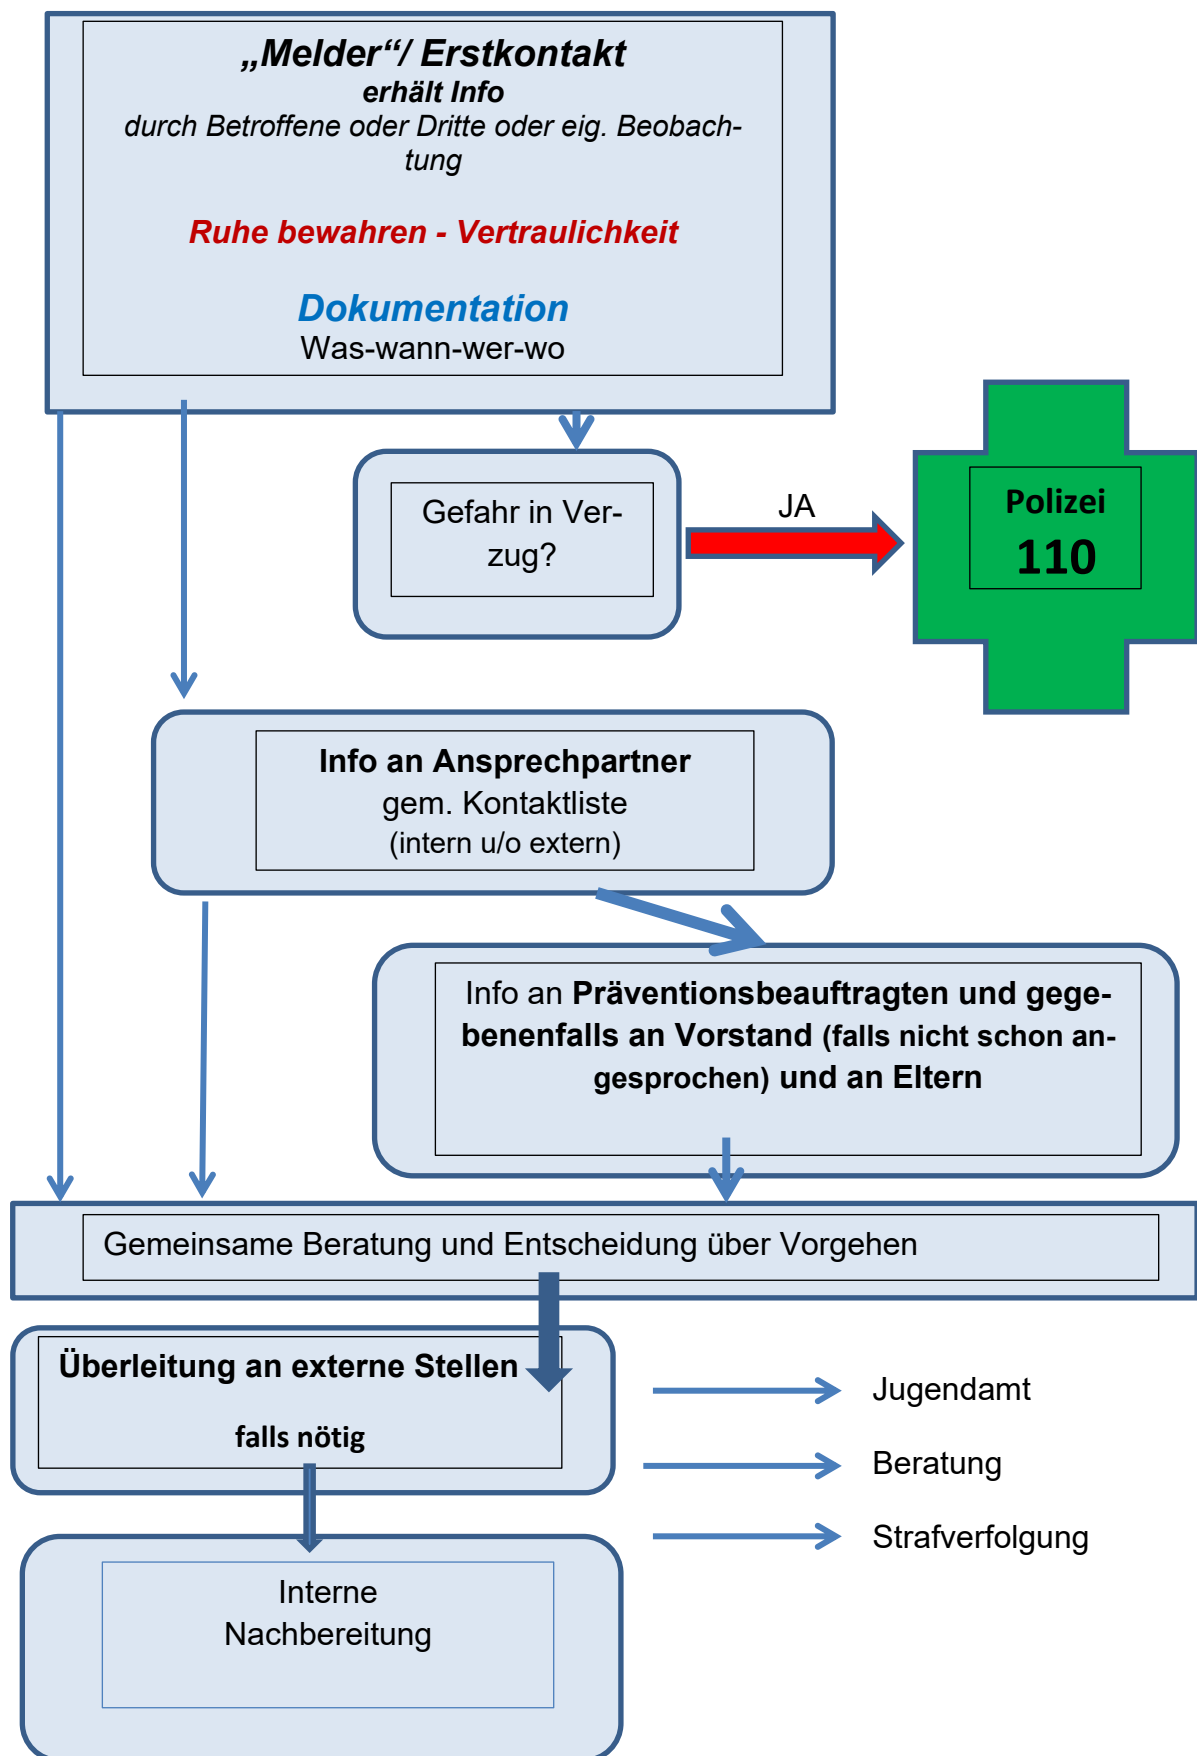 „Melder“/ Erstkontakt
erhält Info
durch Betroffene oder Dritte oder eig. Beobach-
tung
Ruhe bewahren - Vertraulichkeit
Dokumentation
Was-wann-wer-wo
Gefahr in Ver-
zug?
JA
Polizei
110
Info an Ansprechpartner
gem. Kontaktliste
(intern u/o extern)
Info an Präventionsbeauftragten und gege-
benenfalls an Vorstand (falls nicht schon an-
gesprochen) und an Eltern
Gemeinsame Beratung und Entscheidung über Vorgehen
Überleitung an externe Stellen
falls nötig
Jugendamt
Beratung
Strafverfolgung
Interne
Nachbereitung